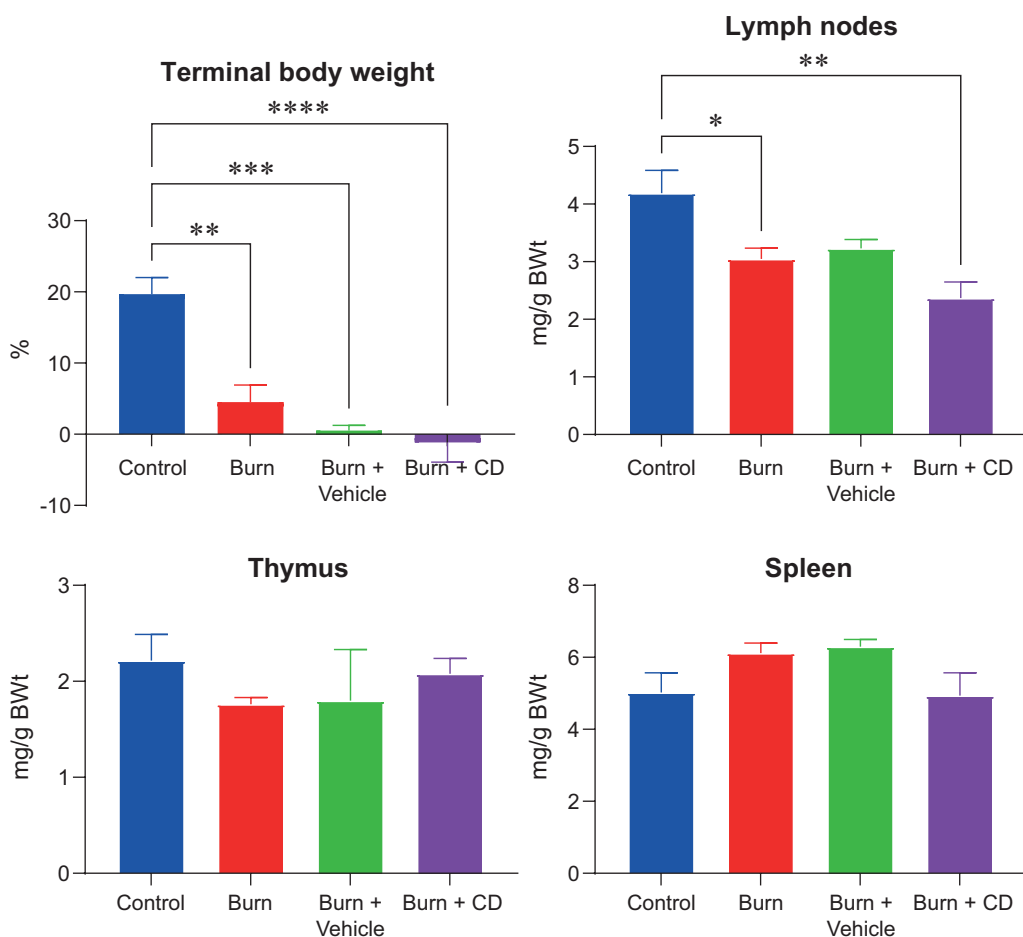 Terminal body weight
****
***
**
%
30
20
10
0
-10
Control
Burn
Burn +
Vehicle
Burn + CD
Lymph nodes
**
*
mg/g BWt
5
4
3
2
1
0
Control
Burn
Burn +
Vehicle
Burn + CD
Thymus
mg/g BWt
3
2
1
0
Control
Burn
Burn +
Vehicle
Burn + CD
Spleen
mg/g BWt
8
6
4
2
0
Control
Burn
Burn +
Vehicle
Burn + CD